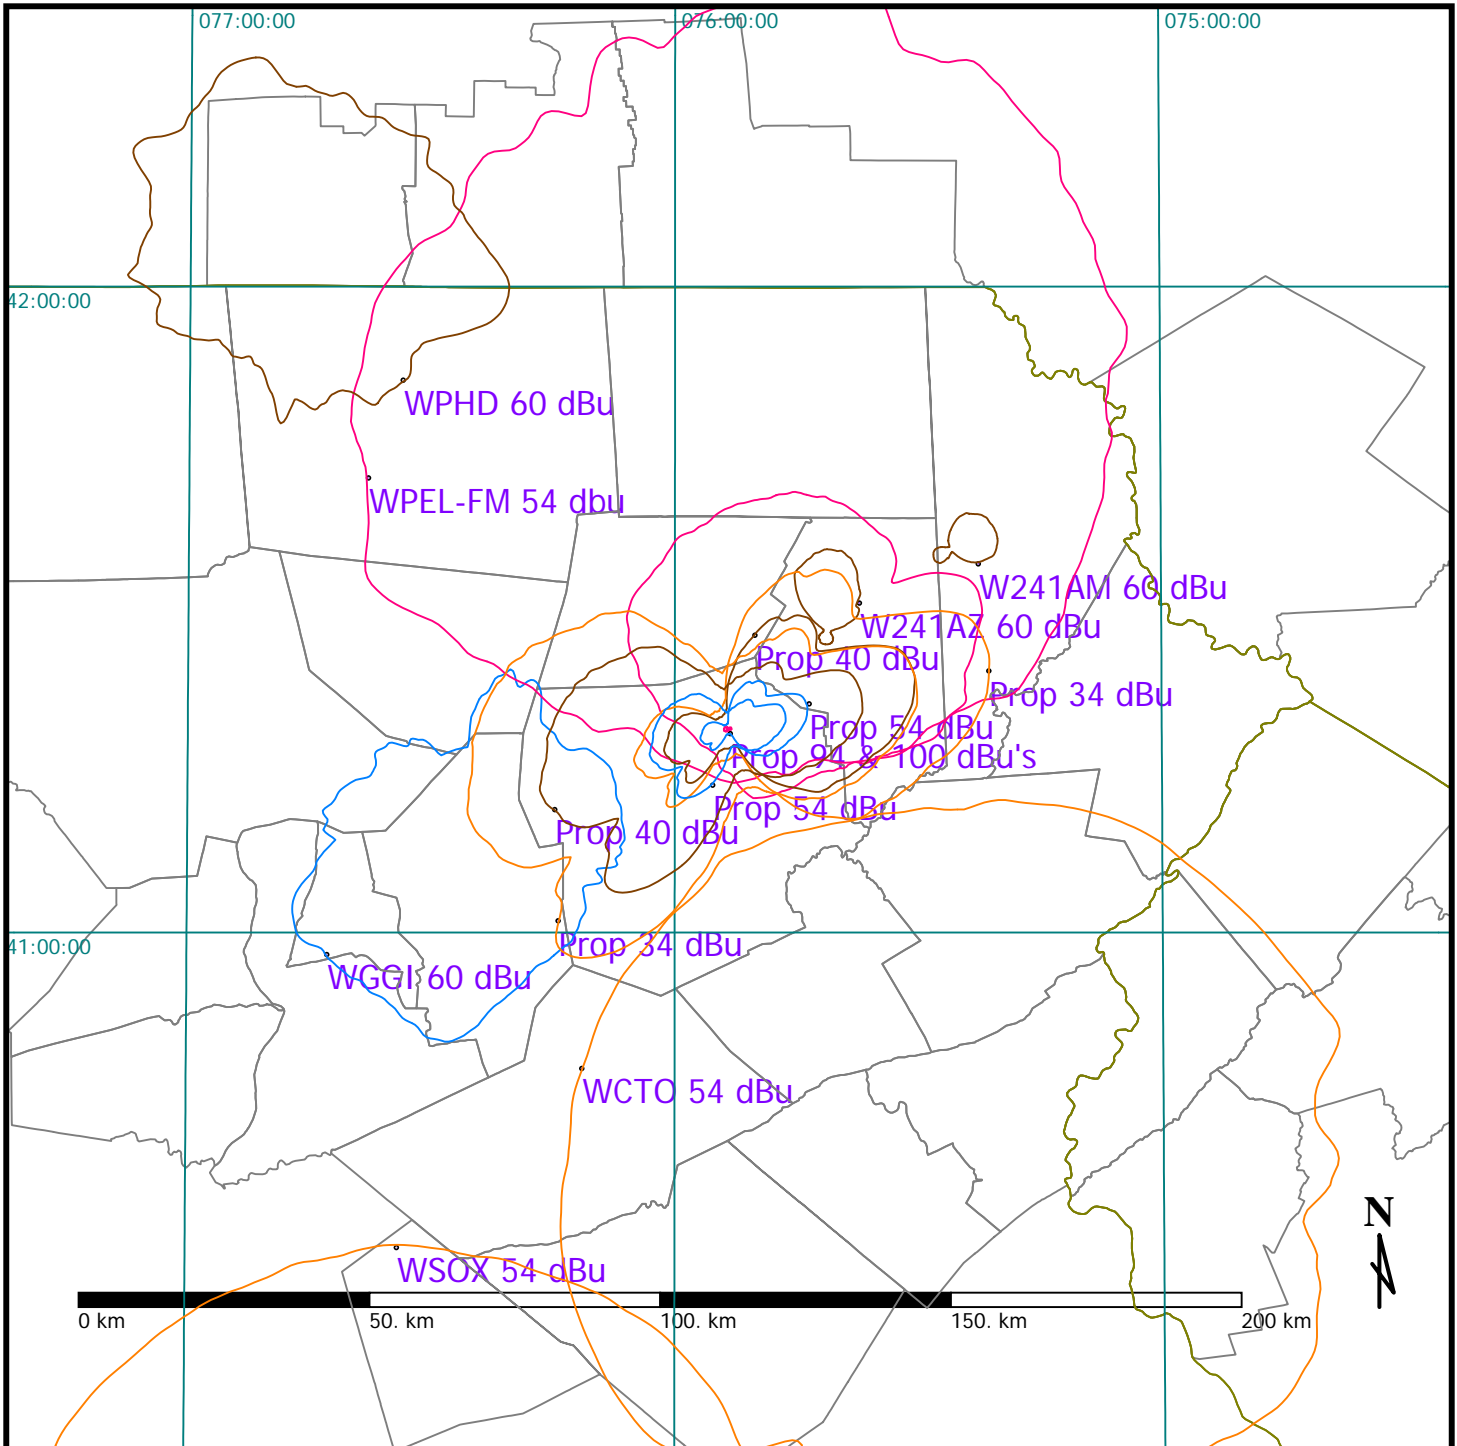 077:00:00
076:00:00
075:00:00
42:00:00
WPHD 60 dBu
WPEL-FM 54 dbu
W241AM 60 dBu
W241AZ 60 dBu
Prop 40 dBu
Prop 34 dBu
Prop 54 dBu
Prop 94 & 100 dBu's
Prop 54 dBu
Prop 40 dBu
41:00:00
Prop 34 dBu
WGGI 60 dBu
WCTO 54 dBu
N
WSOX 54 dBu
0 km
50. km
100. km
150. km
200 km